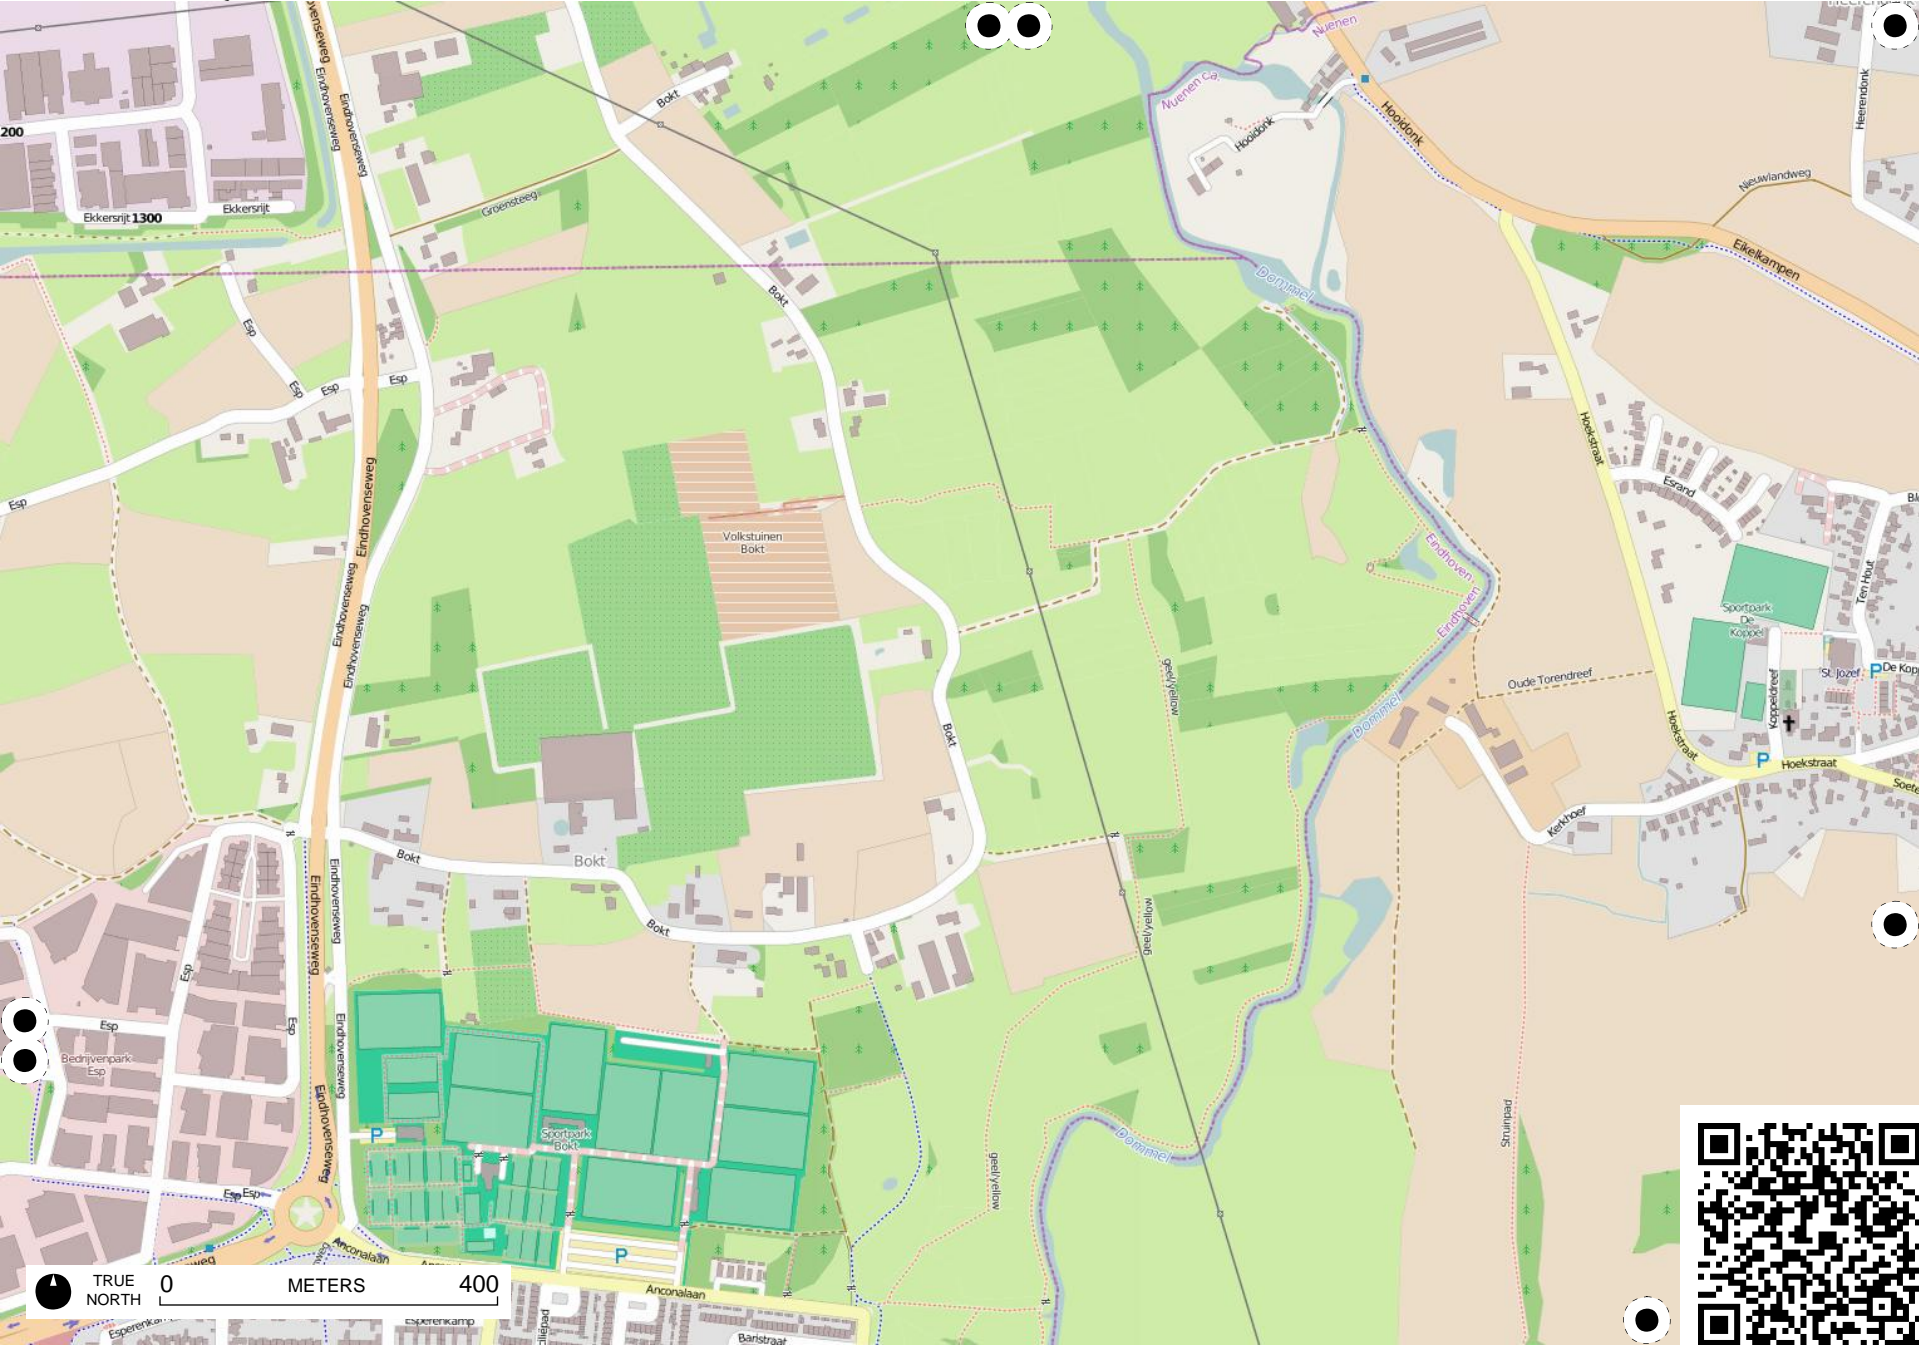 Nuenen
Nuenen ca.
Eindhovenseweg
Eindhovenseweg
Bokt
Hooidonk
Hooidonk
Heerendonk
200
Nieuwlandweg
Groensteeg
Ekkersrijt 1300
Ekkersrijt
Eikelkampen
Dommel
Bokt
Esp
Esp
Esp
Esp
Hoekstraat
Esp
Eindhovenseweg
Esrand
Volkstuinen
Bokt
Eindhoven
Eindhoven
Ten Hout
Eindhovenseweg
Eindhovenseweg
Sportpark
De
Koppel
geel/yellow
Oude Torendreef
St. Jozef
P
Koppeldreef
Dommel
Bokt
Hoekstraat
P
Hoekstraat
Kerkhoef
Bokt
Bokt
Eindhovenseweg
Eindhovenseweg
Bokt
geel/yellow
Esp
Esp
Esp
Bedrijvenpark
Esp
Eindhovenseweg
Eindhovenseweg
P
Sportpark
Bokt
Dommel
Struinpad
geel/yellow
Esp
Esp
P
Anconalaan
Anconalaan
TRUE
NORTH
0
METERS
400
Esperenkamp
Baristraat